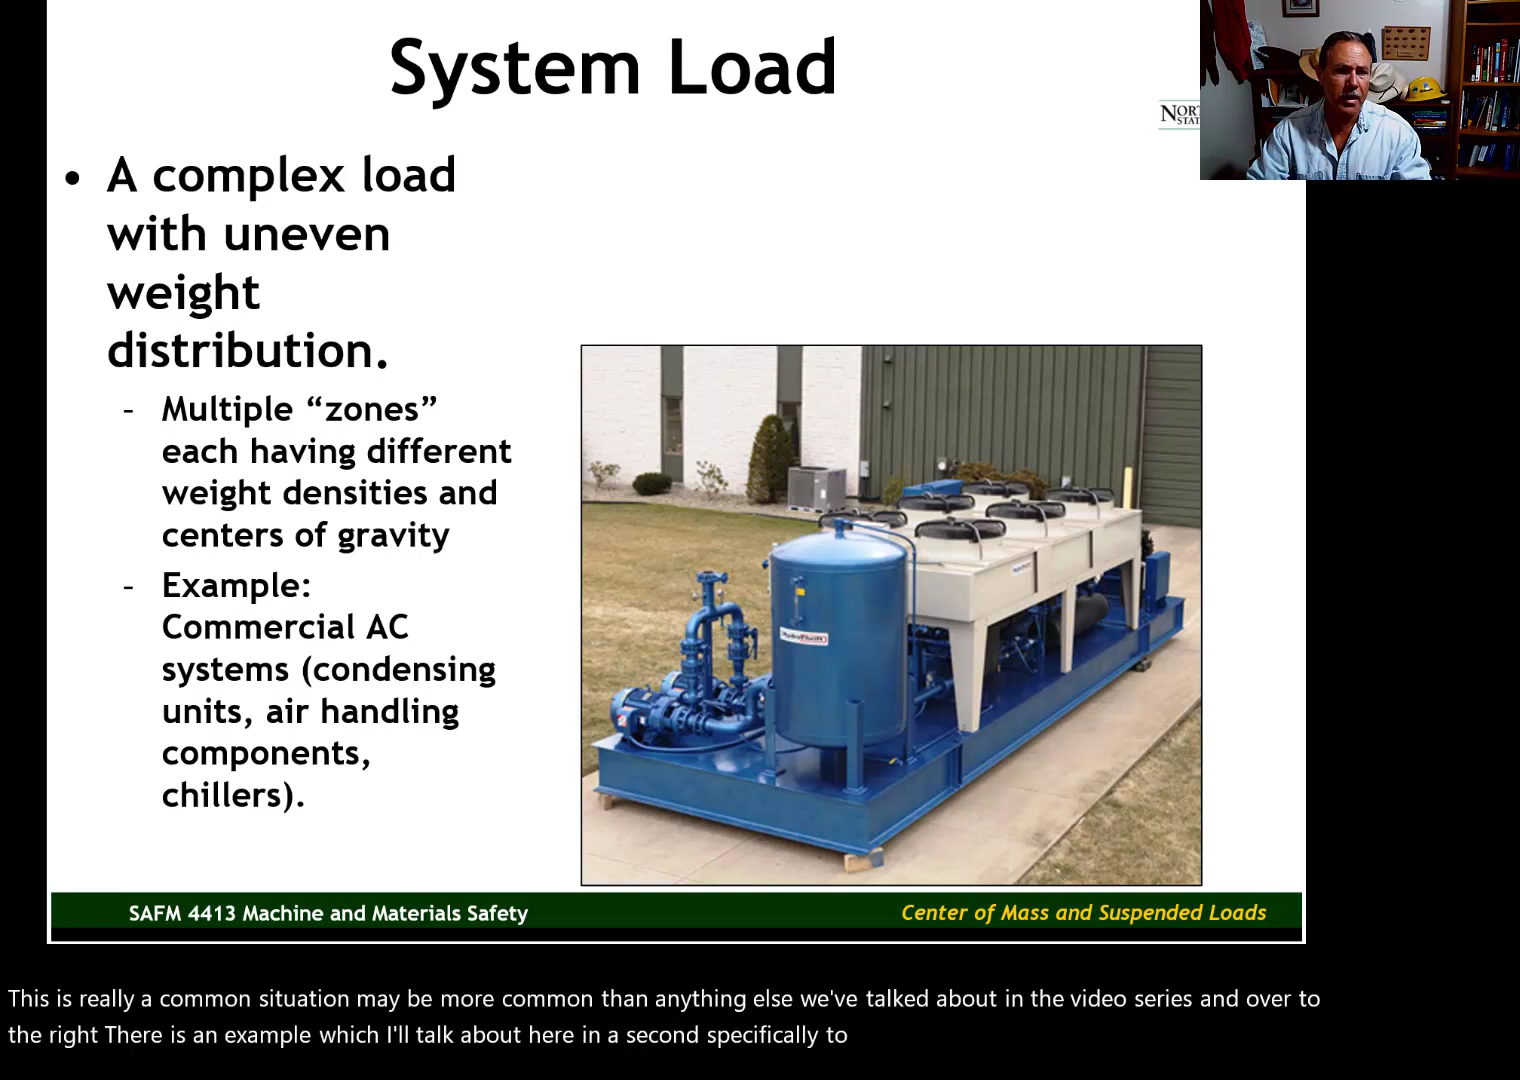 System Load
• A complex load
with uneven
weight
distribution.
- Multiple “zones”
each having different
weight densities and
centers of gravity
- Example:
Commercial AC
systems (condensing
units, air handling
components,
chillers).
SAFM 4413 Machine and Materials Safety
Center of Mass and Suspended Loads
This is really a common situation may be more common than anything else we've talked about in the video series and over to
the right There is an example which I'll talk about here in a second specifically to